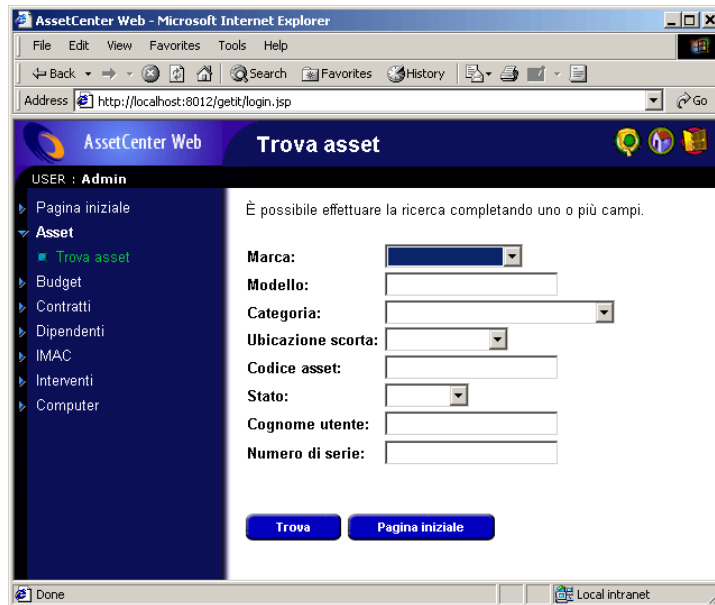 AssetCenter Web - Microsoft Internet Explorer
File Edit View Favorites Tools Help
Back Search Favorites History
Address http://localhost:8012/getit/login.jsp Go
AssetCenter Web Trova asset
USER : Admin
Pagina iniziale
Asset
Trova asset
Budget
Contratti
Dipendenti
IMAC
Interventi
Computer
È possibile effettuare la ricerca completando uno o più campi.
Marca:
Modello:
Categoria:
Ubicazione scorta:
Codice asset:
Stato:
Cognome utente:
Numero di serie:
Trova Pagina iniziale
Done Local intranet